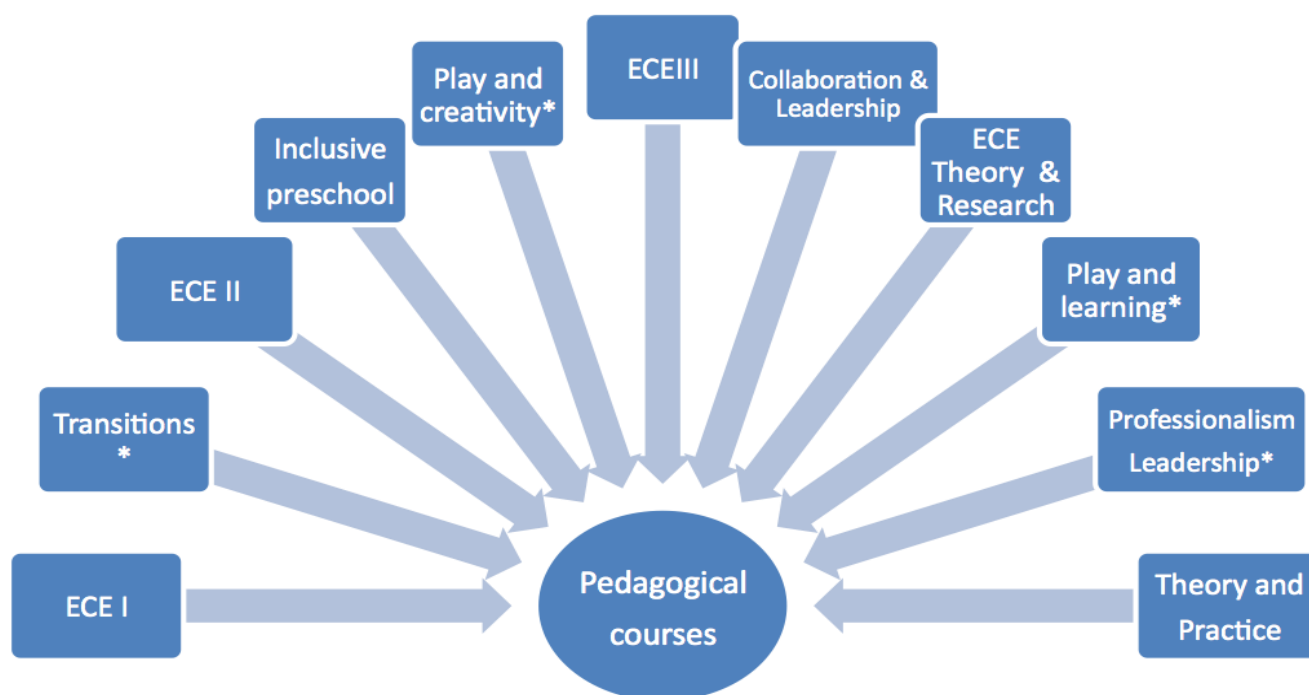 ECE I
Transitions
*
ECE II
Inclusive
preschool
Play and
creativity*
ECEIII
Collaboration &
Leadership
ECE
Theory & 
Research
Play and
learning*
Professionalism
Leadership*
Theory and
Practice
Pedagogical
courses